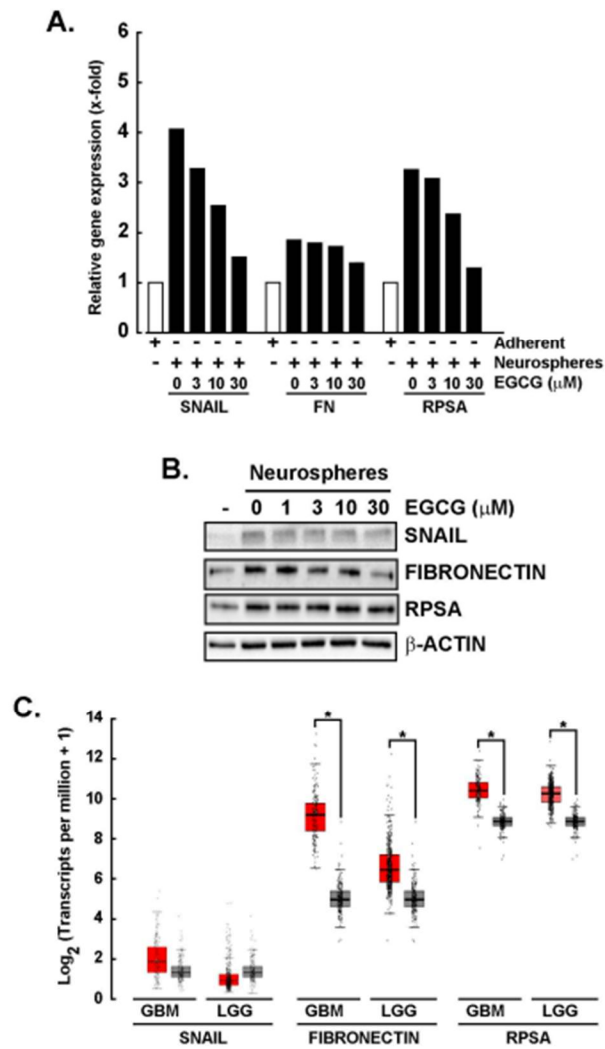 A.
Relative gene expression (x-fold)
6
5
4
3
2
1
0
+ - - - - + - - - - + - - - - Adherent
- + + + + - + + + + - + + + + Neurospheres
0 3 10 30 0 3 10 30 0 3 10 30 EGCG (μM)
SNAIL FN RPSA
B.
Neurospheres
- 0 1 3 10 30 EGCG (μM)
SNAIL
FIBRONECTIN
RPSA
β-ACTIN
C.
Log2 (Transcripts per million + 1)
14
12
10
8
6
4
2
0
* * * *
GBM LGG GBM LGG GBM LGG
SNAIL FIBRONECTIN RPSA